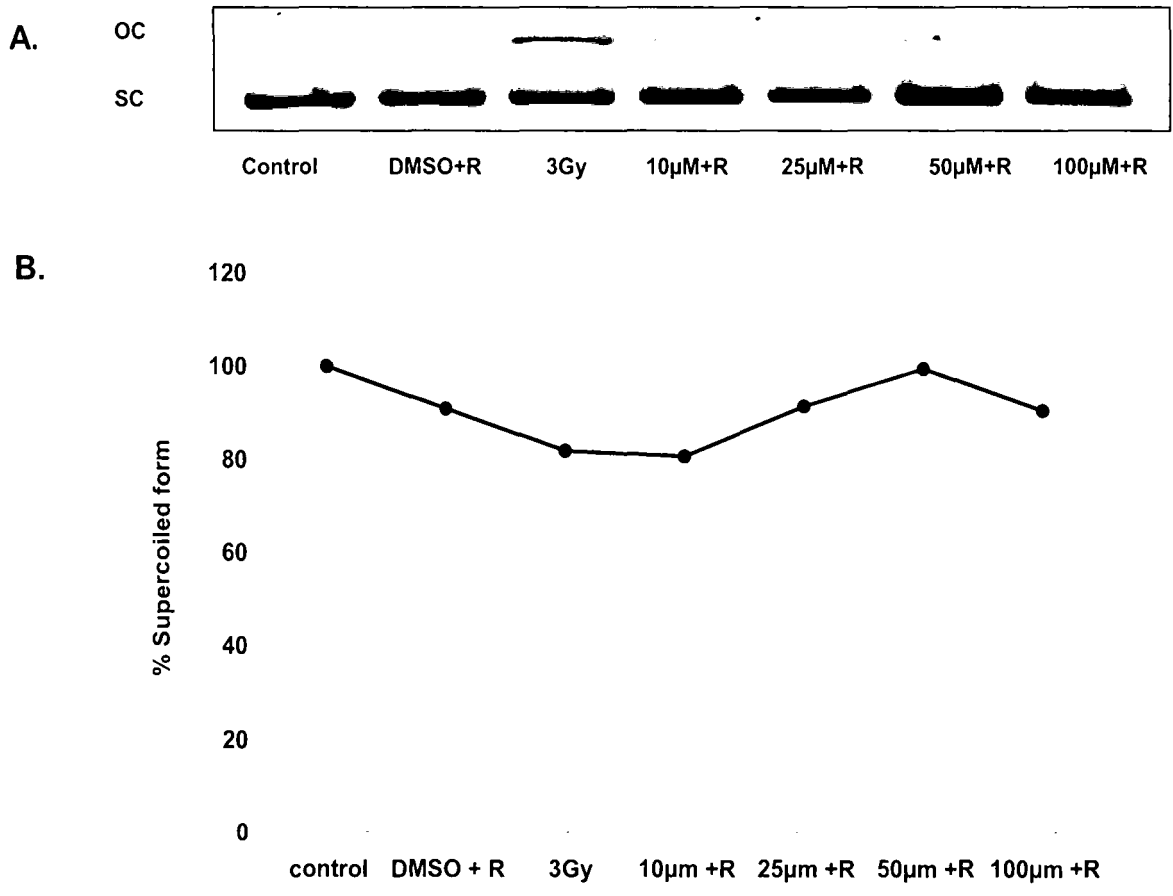 A.
OC
SC
Control DMSO+R 3Gy 10µM+R 25µM+R 50µM+R 100µM+R
B.
120
100
80
60
40
20
0
% Supercoiled form
control DMSO + R 3Gy 10µm +R 25µm +R 50µm +R 100µm +R